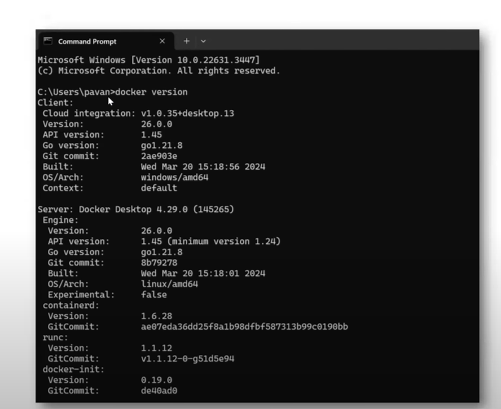 Command Prompt
Microsoft Windows [Version 10.0.22631.3447]
(c) Microsoft Corporation. All rights reserved.
C:\Users\pavan>docker version
Client:
Cloud integration: v1.0.35+desktop.13
Version: 26.0.0
API version: 1.45
Go version: go1.21.8
Git commit: 2ae903e
Built: Wed Mar 20 15:18:56 2024
OS/Arch: windows/amd64
Context: default
Server: Docker Desktop 4.29.0 (145265)
Engine:
Version: 26.0.0
API version: 1.45 (minimum version 1.24)
Go version: go1.21.8
Git commit: 8b79278
Built: Wed Mar 20 15:18:01 2024
OS/Arch: linux/amd64
Experimental: false
containerd:
Version: 1.6.28
GitCommit: ae07eda36dd25f8a1b98dfbf587313b99c0190bb
runc:
Version: 1.1.12
GitCommit: v1.1.12-0-g51d5e94
docker-init:
Version: 0.19.0
GitCommit: de40ad0